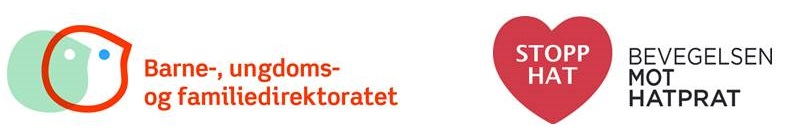 Barne-, ungdoms-
og familiedirektoratet
STOPP
HAT
BEVEGELSEN
MOT
HATPRAT